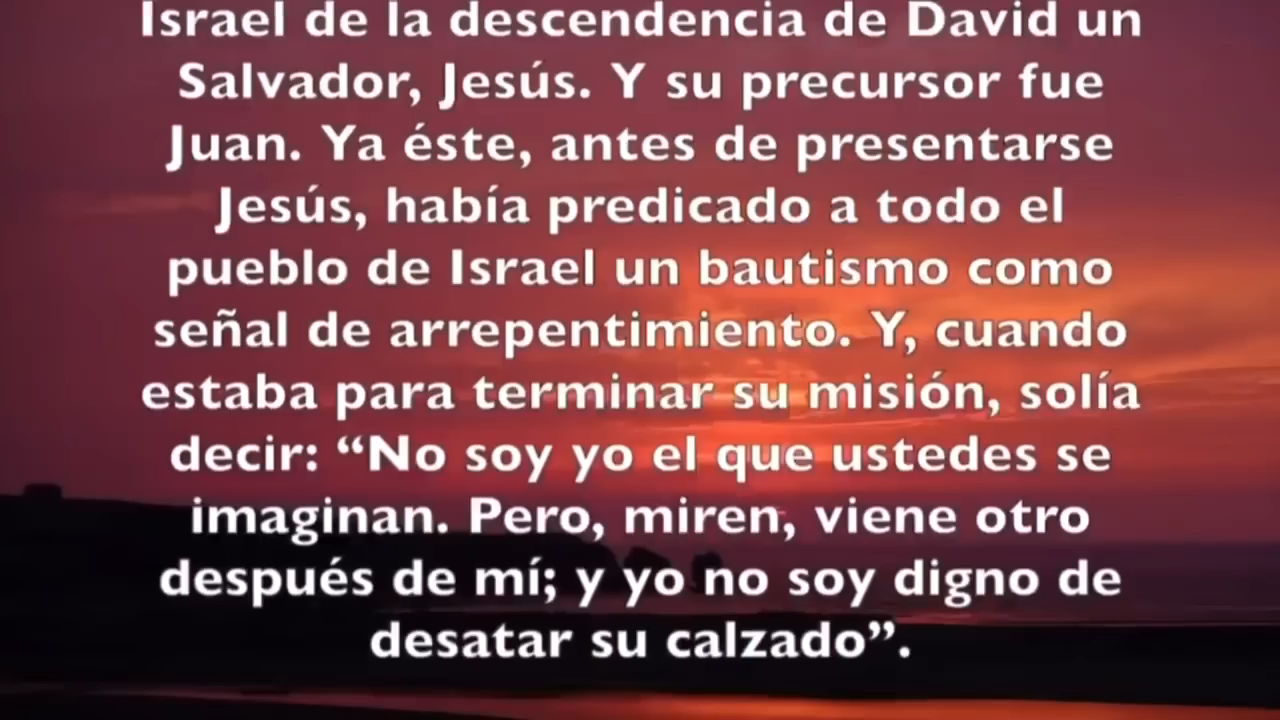 Israel de la descendencia de David un
Salvador, Jesús. Y su precursor fue
Juan. Ya éste, antes de presentarse
Jesús, había predicado a todo el
pueblo de Israel un bautismo como
señal de arrepentimiento. Y, cuando
estaba para terminar su misión, solía
decir: “No soy yo el que ustedes se
imaginan. Pero, miren, viene otro
después de mí; y yo no soy digno de
desatar su calzado”.